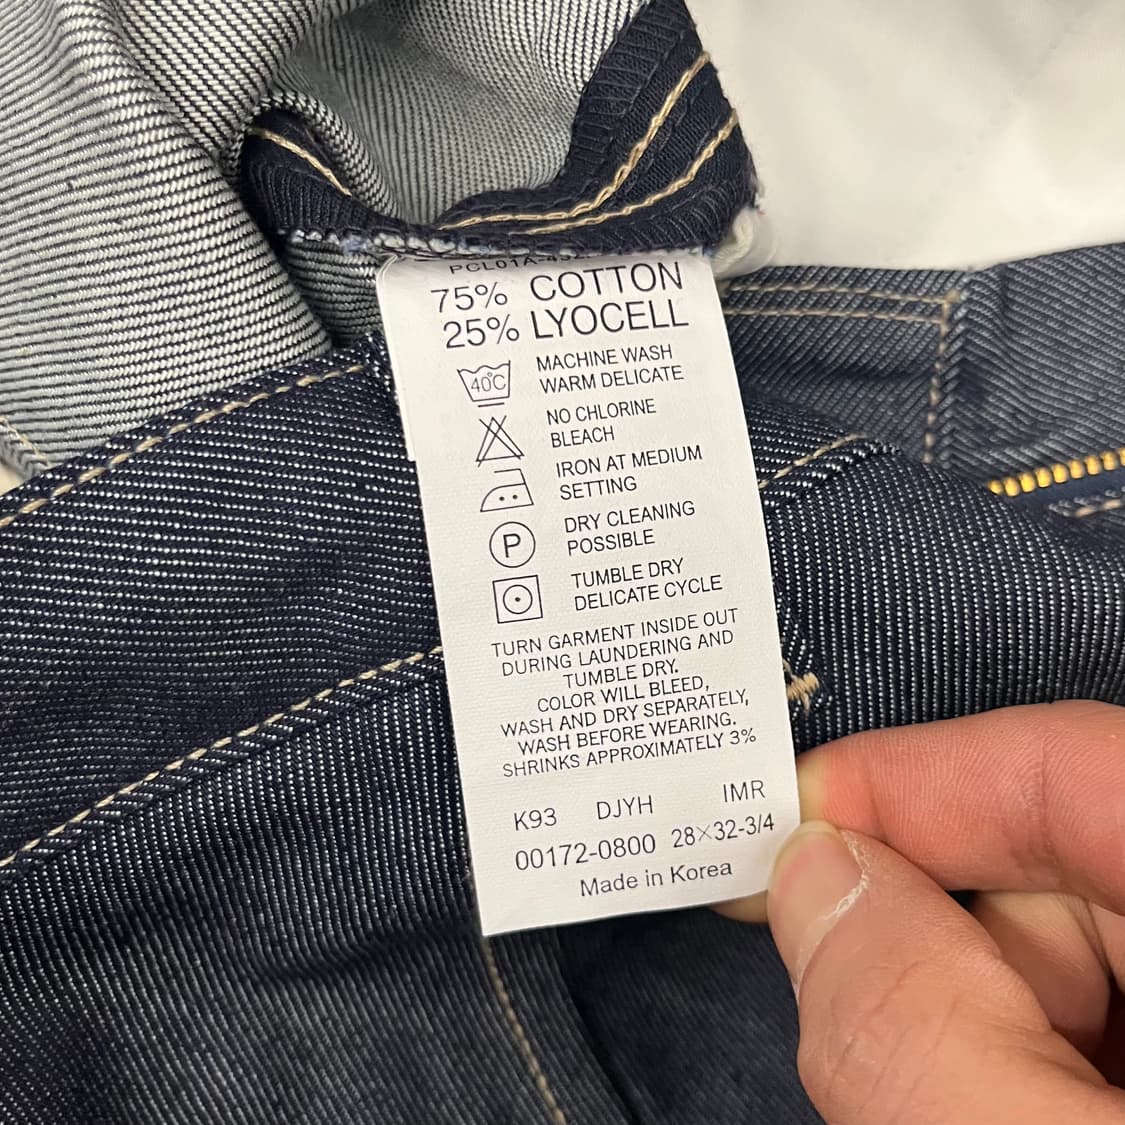 75% COTTON
25% LYOCELL
40°C
MACHINE WASH
WARM DELICATE
NO CHLORINE
BLEACH
IRON AT MEDIUM
SETTING
P
DRY CLEANING
POSSIBLE
TUMBLE DRY
DELICATE CYCLE
TURN GARMENT INSIDE OUT
DURING LAUNDERING AND
TUMBLE DRY.
COLOR WILL BLEED,
WASH AND DRY SEPARATELY,
WASH BEFORE WEARING.
SHRINKS APPROXIMATELY 3%
K93 DJYH IMR
00172-0800 28×32-3/4
Made in Korea